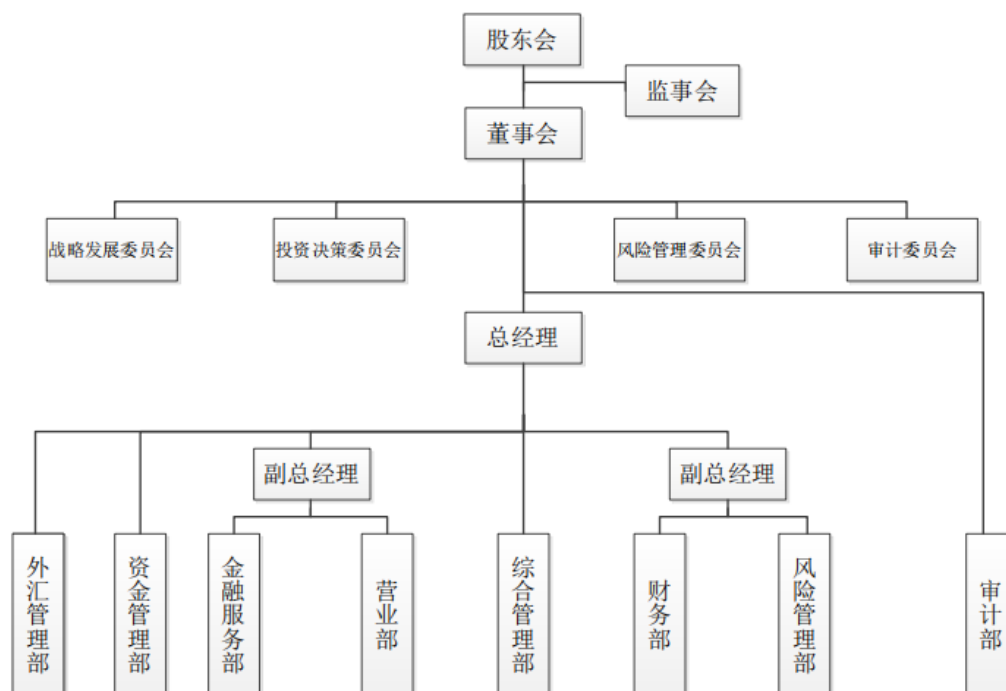 股东会
监事会
董事会
战略发展委员会
投资决策委员会
风险管理委员会
审计委员会
总经理
副总经理
副总经理
外汇管理部
资金管理部
金融服务部
营业部
综合管理部
财务部
风险管理部
审计部